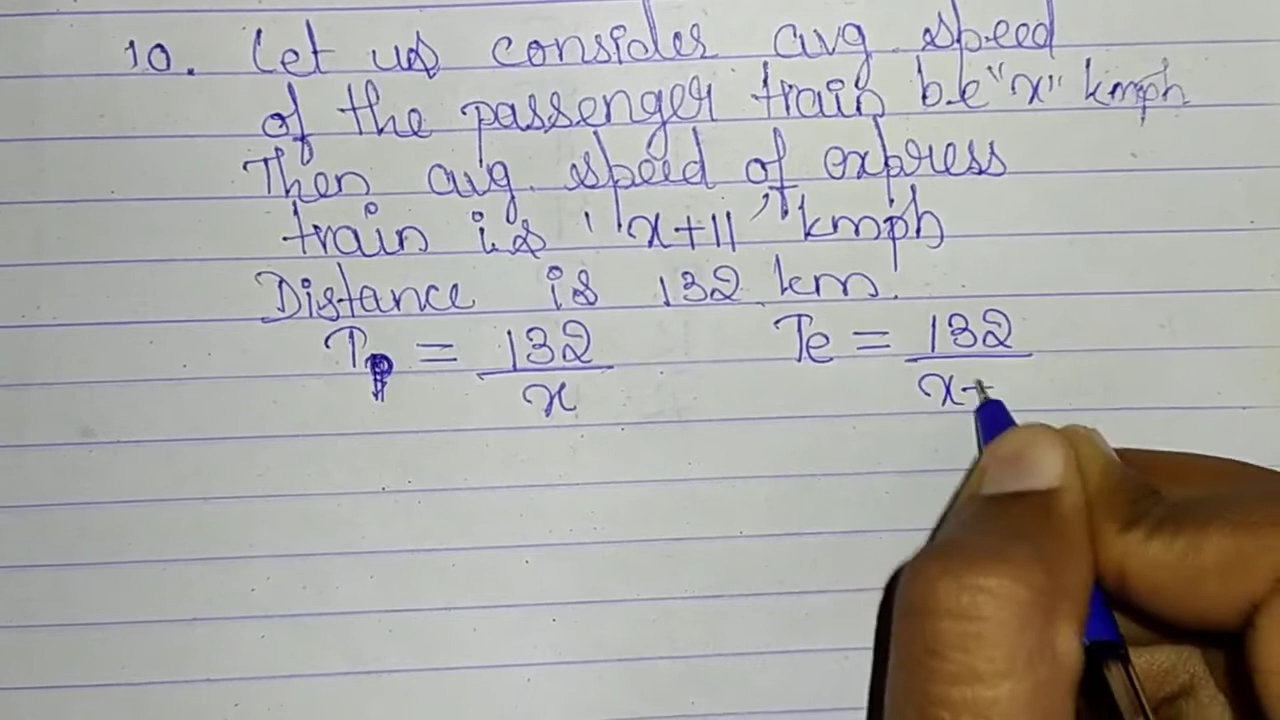 10. Let us consider avg. speed
of the passenger train be "x" kmph
Then avg. speed of express
train is "x+11" kmph
Distance is 132 km.
Tp = 132/x Te = 132/x+